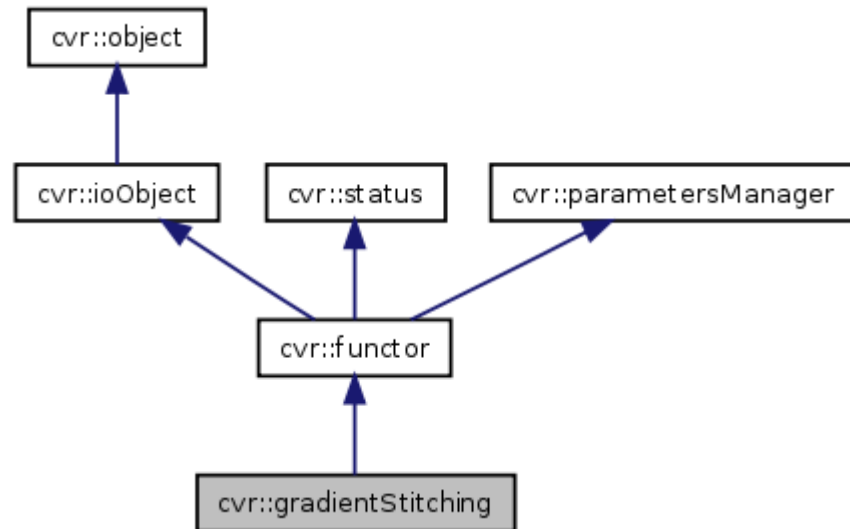 cvr::object
cvr::ioObject
cvr::status
cvr::parametersManager
cvr::functor
cvr::gradientStitching